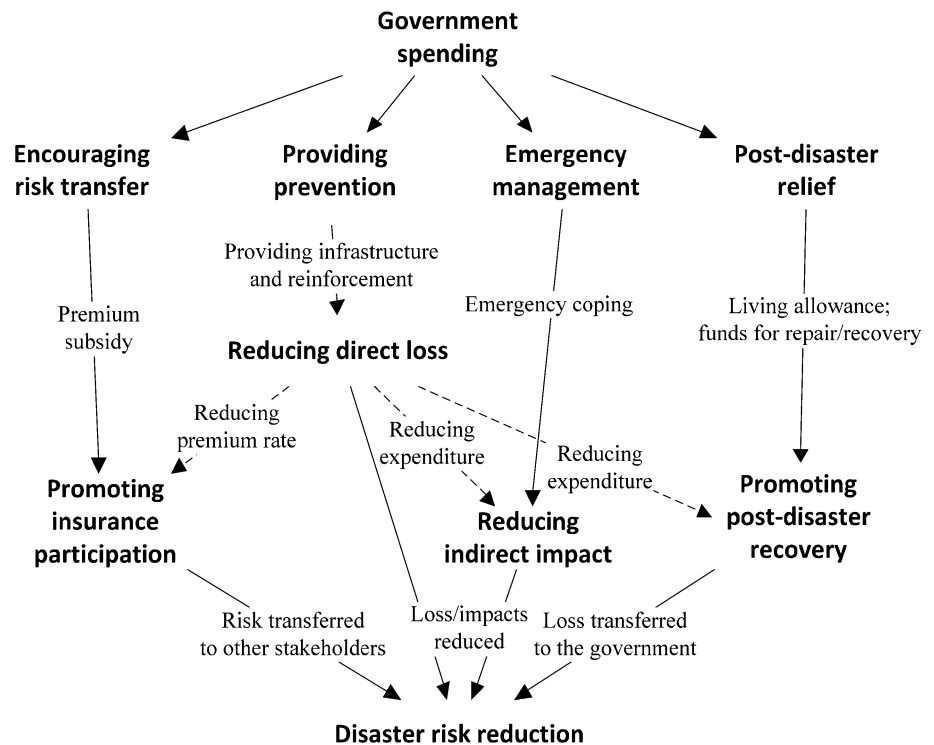 Government
spending
Encouraging
risk transfer
Providing
prevention
Emergency
management
Post-disaster
relief
Providing infrastructure
and reinforcement
Premium
subsidy
Emergency coping
Living allowance;
funds for repair/recovery
Reducing direct loss
Reducing
premium rate
Reducing
expenditure
Reducing
expenditure
Promoting
insurance
participation
Reducing
indirect impact
Promoting
post-disaster
recovery
Risk transferred
to other stakeholders
Loss/impacts
reduced
Loss transferred
to the government
Disaster risk reduction